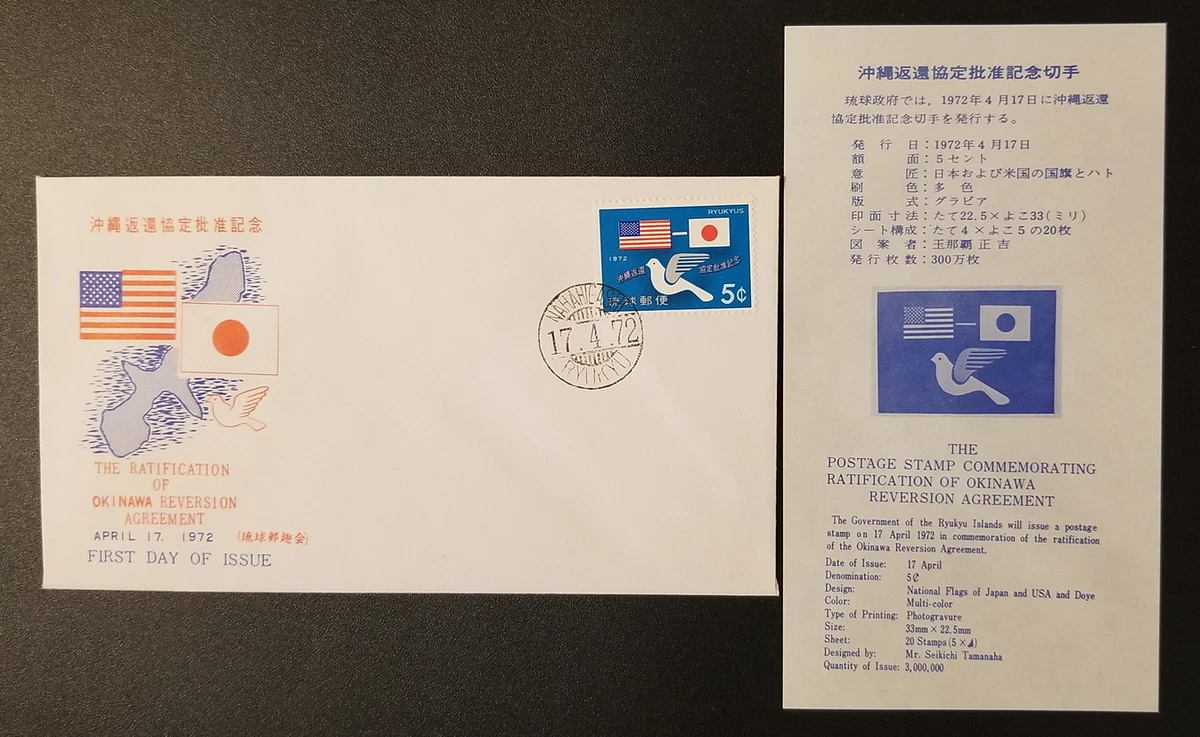 沖縄返還協定批准記念
THE RATIFICATION
OF
OKINAWA REVERSION
AGREEMENT
APRIL 17, 1972 (琉球郵趣会)
FIRST DAY OF ISSUE
RYUKYUS
1972
沖縄返還 協定批准記念
琉球郵便 5¢
17.4.72
RYUKYU
沖縄返還協定批准記念切手
琉球政府では，1972年4月17日に沖縄返還
協定批准記念切手を発行する。
発行日：1972年4月17日
額面：5セント
意匠：日本および米国の国旗とハト
刷色：多色
版式：グラビア
印面寸法：たて22.5×よこ33(ミリ)
シート構成：たて4×よこ5の20枚
図案者：玉那覇正吉
発行枚数：300万枚
THE
POSTAGE STAMP COMMEMORATING
RATIFICATION OF OKINAWA
REVERSION AGREEMENT
The Government of the Ryukyu Islands will issue a postage
stamp on 17 April 1972 in commemoration of the ratification
of the Okinawa Reversion Agreement.
Date of Issue: 17 April
Denomination: 5¢
Design: National Flags of Japan and USA and Doye
Color: Multi-color
Type of Printing: Photogravure
Size: 33mm×22.5mm
Sheet: 20 Stamps (5×4)
Designed by: Mr. Seikichi Tamanaha
Quantity of Issue: 3,000,000